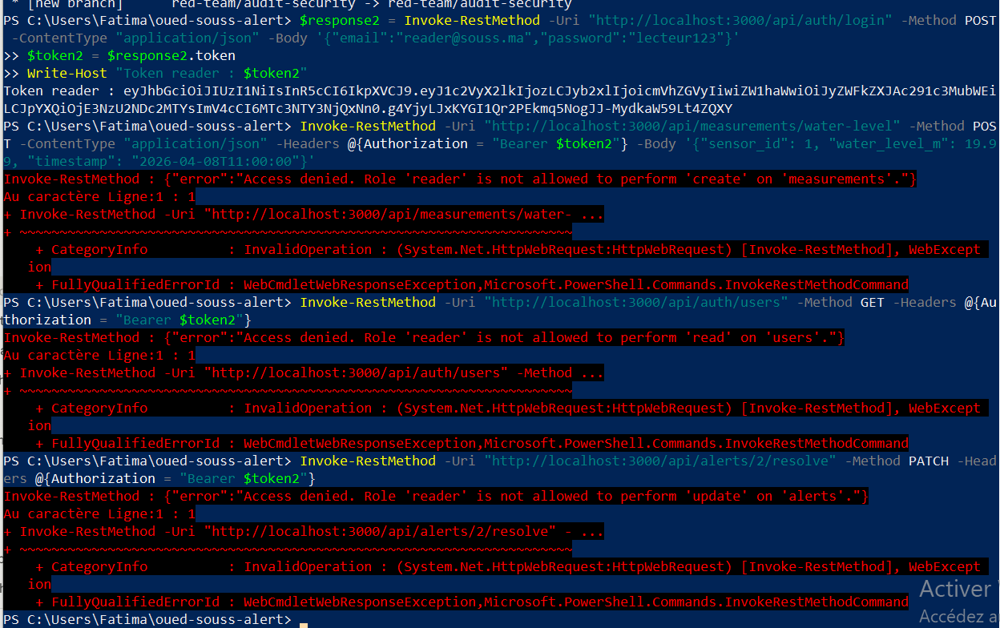 * [new branch]      red-team/audit-security -> red-team/audit-security
PS C:\Users\Fatima\oued-souss-alert> $response2 = Invoke-RestMethod -Uri "http://localhost:3000/api/auth/login" -Method POST
-ContentType "application/json" -Body '{"email":"reader@souss.ma","password":"lecteur123"}'
>> $token2 = $response2.token
>> Write-Host "Token reader : $token2"
Token reader : eyJhbGciOiJIUzI1NiIsInR5cCI6IkpXVCJ9.eyJ1c2VyX2lkIjozLCJyb2xlIjoicmVhZGVyIiwiZW1haWwiOiJyZWFkZXJAc291c3MubWEi
LCJpYXQiOjE3NzU2NDc2MTYsImV4cCI6MTc3NTY3NjQxNn0.g4YjyLJxKYGI1Qr2PEkmq5NogJJ-MydkaW59Lt4ZQXY
PS C:\Users\Fatima\oued-souss-alert> Invoke-RestMethod -Uri "http://localhost:3000/api/measurements/water-level" -Method POS
T -ContentType "application/json" -Headers @{Authorization = "Bearer $token2"} -Body '{"sensor_id": 1, "water_level_m": 19.9
9, "timestamp": "2026-04-08T11:00:00"}'
Invoke-RestMethod : {"error":"Access denied. Role 'reader' is not allowed to perform 'create' on 'measurements'."}
Au caractère Ligne:1 : 1
+ Invoke-RestMethod -Uri "http://localhost:3000/api/measurements/water- ...
+ ~~~~~~~~~~~~~~~~~~~~~~~~~~~~~~~~~~~~~~~~~~~~~~~~~~~~~~~~~~~~~~~~~~~~~
+ CategoryInfo          : InvalidOperation : (System.Net.HttpWebRequest:HttpWebRequest) [Invoke-RestMethod], WebExcept
ion
+ FullyQualifiedErrorId : WebCmdletWebResponseException,Microsoft.PowerShell.Commands.InvokeRestMethodCommand
PS C:\Users\Fatima\oued-souss-alert> Invoke-RestMethod -Uri "http://localhost:3000/api/auth/users" -Method GET -Headers @{Au
thorization = "Bearer $token2"}
Invoke-RestMethod : {"error":"Access denied. Role 'reader' is not allowed to perform 'read' on 'users'."}
Au caractère Ligne:1 : 1
+ Invoke-RestMethod -Uri "http://localhost:3000/api/auth/users" -Method ...
+ ~~~~~~~~~~~~~~~~~~~~~~~~~~~~~~~~~~~~~~~~~~~~~~~~~~~~~~~~~~~~~~~~~~~~~
+ CategoryInfo          : InvalidOperation : (System.Net.HttpWebRequest:HttpWebRequest) [Invoke-RestMethod], WebExcept
ion
+ FullyQualifiedErrorId : WebCmdletWebResponseException,Microsoft.PowerShell.Commands.InvokeRestMethodCommand
PS C:\Users\Fatima\oued-souss-alert> Invoke-RestMethod -Uri "http://localhost:3000/api/alerts/2/resolve" -Method PATCH -Head
ers @{Authorization = "Bearer $token2"}
Invoke-RestMethod : {"error":"Access denied. Role 'reader' is not allowed to perform 'update' on 'alerts'."}
Au caractère Ligne:1 : 1
+ Invoke-RestMethod -Uri "http://localhost:3000/api/alerts/2/resolve" - ...
+ ~~~~~~~~~~~~~~~~~~~~~~~~~~~~~~~~~~~~~~~~~~~~~~~~~~~~~~~~~~~~~~~~~~~~~
+ CategoryInfo          : InvalidOperation : (System.Net.HttpWebRequest:HttpWebRequest) [Invoke-RestMethod], WebExcept
ion
+ FullyQualifiedErrorId : WebCmdletWebResponseException,Microsoft.PowerShell.Commands.InvokeRestMethodCommand
PS C:\Users\Fatima\oued-souss-alert>
Activer
Accédez a